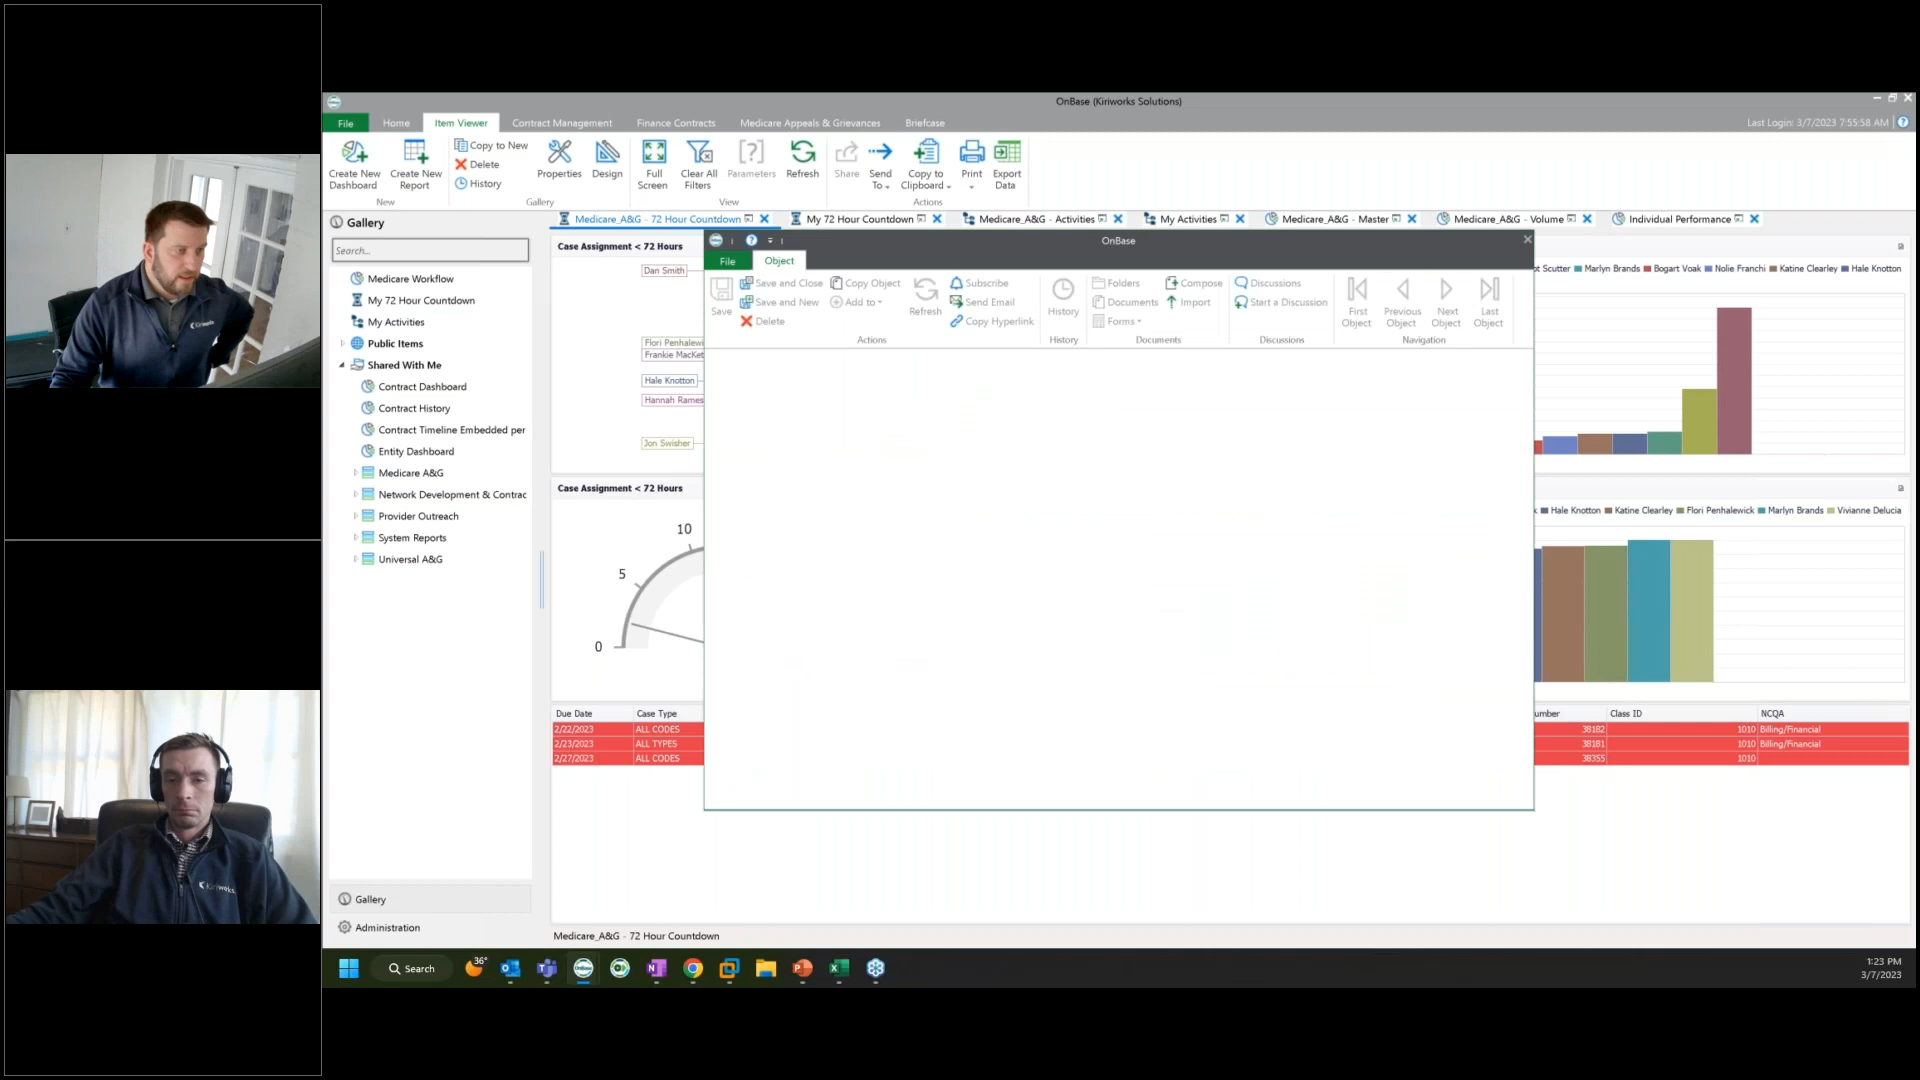 OnBase (Kiriworks Solutions)
File
Home
Item Viewer
Contract Management
Finance Contracts
Medicare Appeals & Grievances
Briefcase
Last Login: 3/7/2023 7:55:58 AM
Create New Dashboard
Create New Report
Copy to New
Delete
History
Properties
Design
Full Screen
Clear All Filters
Parameters
Refresh
Share
Send To
Copy to Clipboard
Print
Export Data
New
Gallery
View
Actions
Gallery
Search...
Medicare Workflow
My 72 Hour Countdown
My Activities
Public Items
Shared With Me
Contract Dashboard
Contract History
Contract Timeline Embedded per
Entity Dashboard
Medicare A&G
Network Development & Contrac
Provider Outreach
System Reports
Universal A&G
Gallery
Administration
Medicare_A&G - 72 Hour Countdown
My 72 Hour Countdown
Medicare_A&G - Activities
My Activities
Medicare_A&G - Master
Medicare_A&G - Volume
Individual Performance
Case Assignment < 72 Hours
Dan Smith
Flori Penhalewi
Frankie MacKet
Hale Knotton
Hannah Rames
Jon Swisher
Case Assignment < 72 Hours
10
5
0
OnBase
File
Object
Save
Save and Close
Save and New
Delete
Copy Object
Add to
Refresh
Subscribe
Send Email
Copy Hyperlink
History
Folders
Documents
Forms
Compose
Import
Discussions
Start a Discussion
First Object
Previous Object
Next Object
Last Object
Actions
History
Documents
Discussions
Navigation
ot Scutter Marlyn Brands Bogart Voak Nolie Franchi Katine Clearley Hale Knotton
k Hale Knotton Katine Clearley Flori Penhalewick Marlyn Brands Vivianne Delucia
Due Date Case Type umber Class ID NCQA
2/22/2023 ALL CODES 38182 1010 Billing/Financial
2/23/2023 ALL TYPES 38181 1010 Billing/Financial
2/27/2023 ALL CODES 38355 1010
Medicare_A&G - 72 Hour Countdown
Search
36°
1:23 PM
3/7/2023
Kiriworks